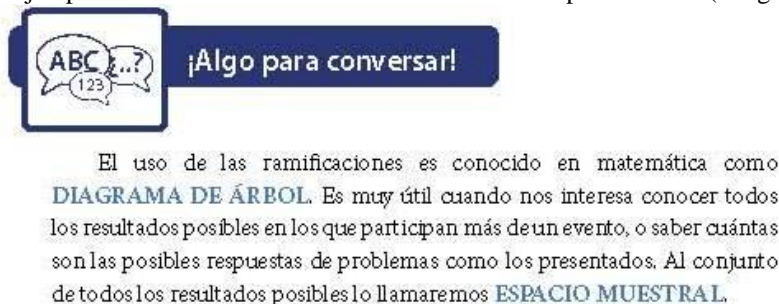 ABC
¿..?
123
¡Algo para conversar!
El uso de las ramificaciones es conocido en matemática como
DIAGRAMA DE ÁRBOL. Es muy útil cuando nos interesa conocer todos
los resultados posibles en los que participan más de un evento, o saber cuántas
son las posibles respuestas de problemas como los presentados. Al conjunto
de todos los resultados posibles lo llamaremos ESPACIO MUESTRAL.